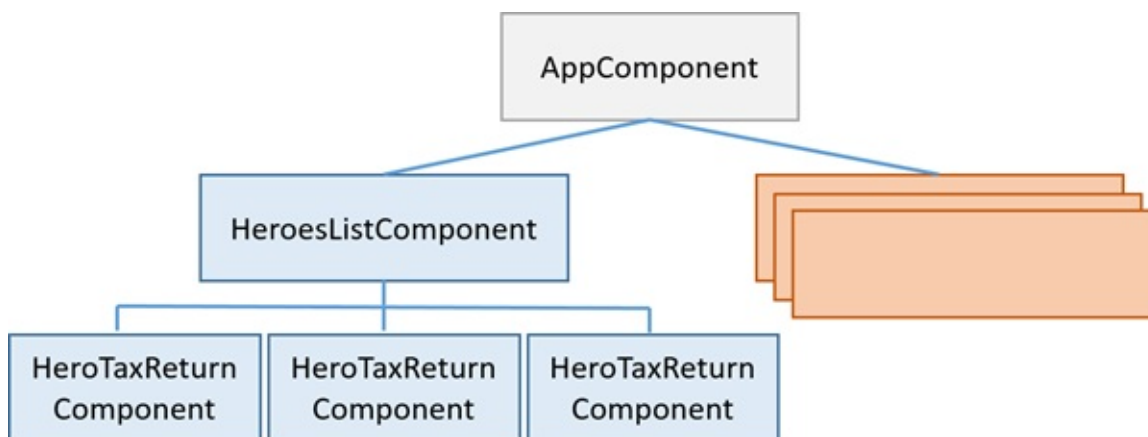 AppComponent
HeroesListComponent
HeroTaxReturn
Component
HeroTaxReturn
Component
HeroTaxReturn
Component